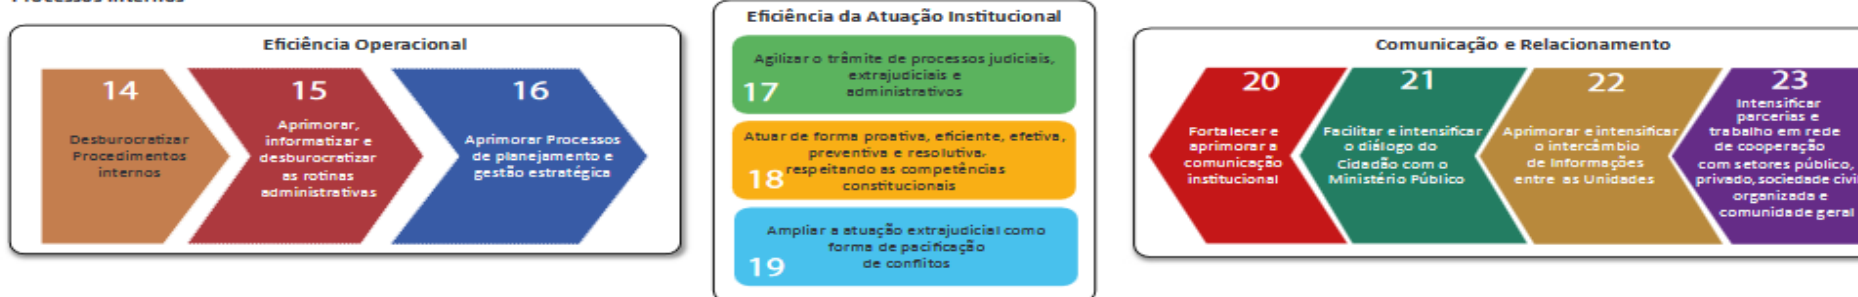 Processos Internos
Eficiência Operacional
14
Desburocratizar
Procedimentos
internos
15
Aprimorar,
informatizar e
desburocratizar
as rotinas
administrativas
16
Aprimorar Processos
de planejamento e
gestão estratégica
Eficiência da Atuação Institucional
Agilizar o trâmite de processos judiciais,
extrajudiciais e
17 administrativos
Atuar de forma proativa, eficiente, efetiva,
preventiva e resolutiva,
18 respeitando as competências
constitucionais
Ampliar a atuação extrajudicial como
forma de pacificação
19 de conflitos
Comunicação e Relacionamento
20
Fortalecer e
aprimorar a
comunicação
institucional
21
Facilitar e intensificar
o diálogo do
Cidadão com o
Ministério Público
22
Aprimorar e intensificar
o intercâmbio
de Informações
entre as Unidades
23
Intensificar
parcerias e
trabalho em rede
de cooperação
com setores público,
privado, sociedade civi
organizada e
comunidade geral